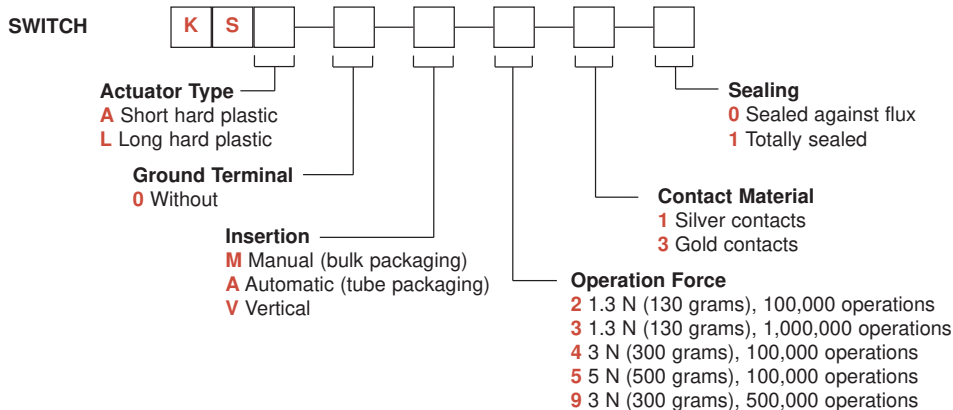 SWITCH
K S
Actuator Type
A Short hard plastic
L Long hard plastic
Ground Terminal
0 Without
Insertion
M Manual (bulk packaging)
A Automatic (tube packaging)
V Vertical
Operation Force
2 1.3 N (130 grams), 100,000 operations
3 1.3 N (130 grams), 1,000,000 operations
4 3 N (300 grams), 100,000 operations
5 5 N (500 grams), 100,000 operations
9 3 N (300 grams), 500,000 operations
Contact Material
1 Silver contacts
3 Gold contacts
Sealing
0 Sealed against flux
1 Totally sealed